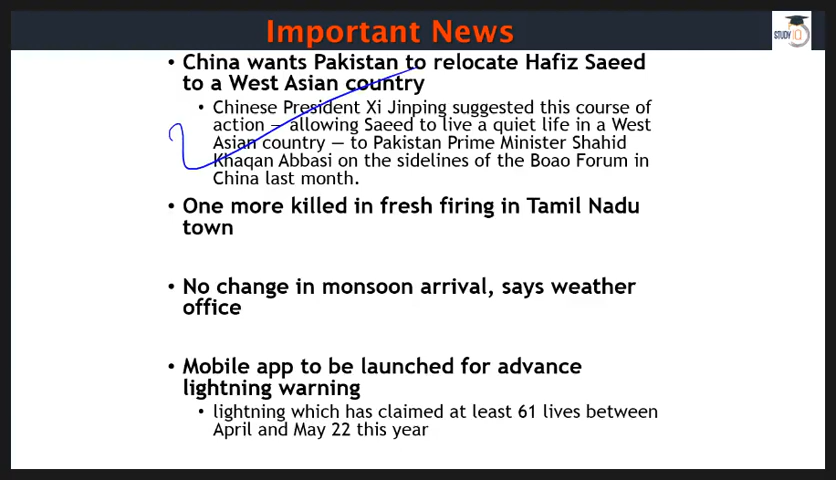 Important News
STUDY IQ
• China wants Pakistan to relocate Hafiz Saeed
to a West Asian country
• Chinese President Xi Jinping suggested this course of
action — allowing Saeed to live a quiet life in a West
Asian country — to Pakistan Prime Minister Shahid
Khaqan Abbasi on the sidelines of the Boao Forum in
China last month.
• One more killed in fresh firing in Tamil Nadu
town
• No change in monsoon arrival, says weather
office
• Mobile app to be launched for advance
lightning warning
• lightning which has claimed at least 61 lives between
April and May 22 this year